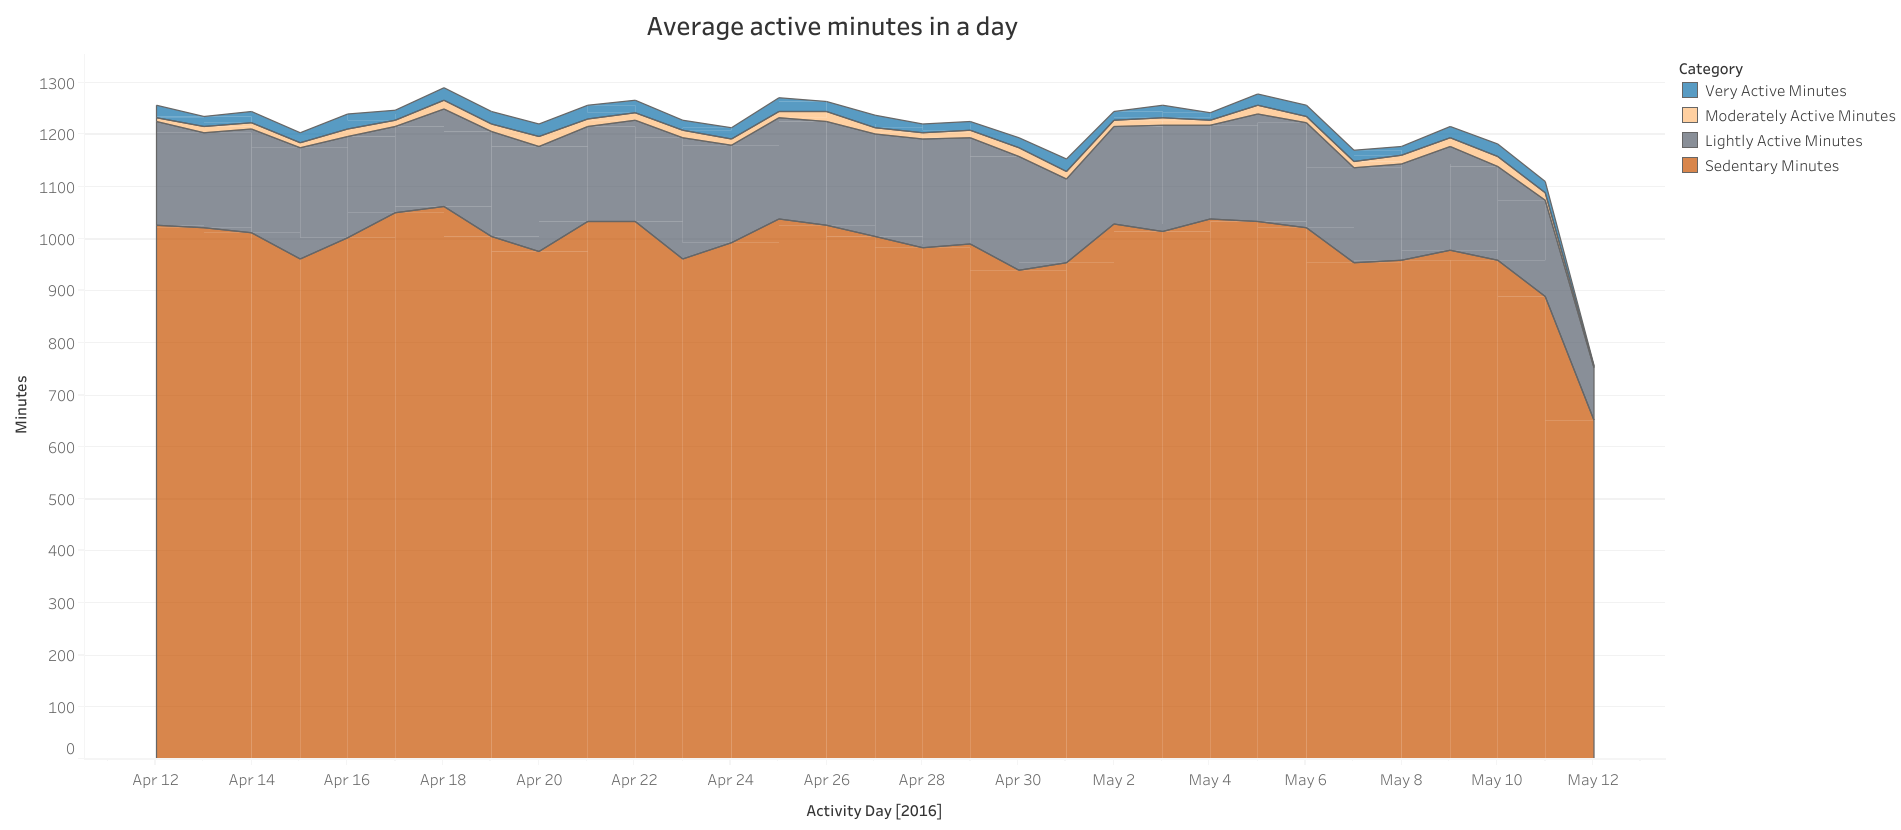 Average active minutes in a day
Category
Very Active Minutes
Moderately Active Minutes
Lightly Active Minutes
Sedentary Minutes
Minutes
1300
1200
1100
1000
900
800
700
600
500
400
300
200
100
0
Apr 12 Apr 14 Apr 16 Apr 18 Apr 20 Apr 22 Apr 24 Apr 26 Apr 28 Apr 30 May 2 May 4 May 6 May 8 May 10 May 12
Activity Day [2016]